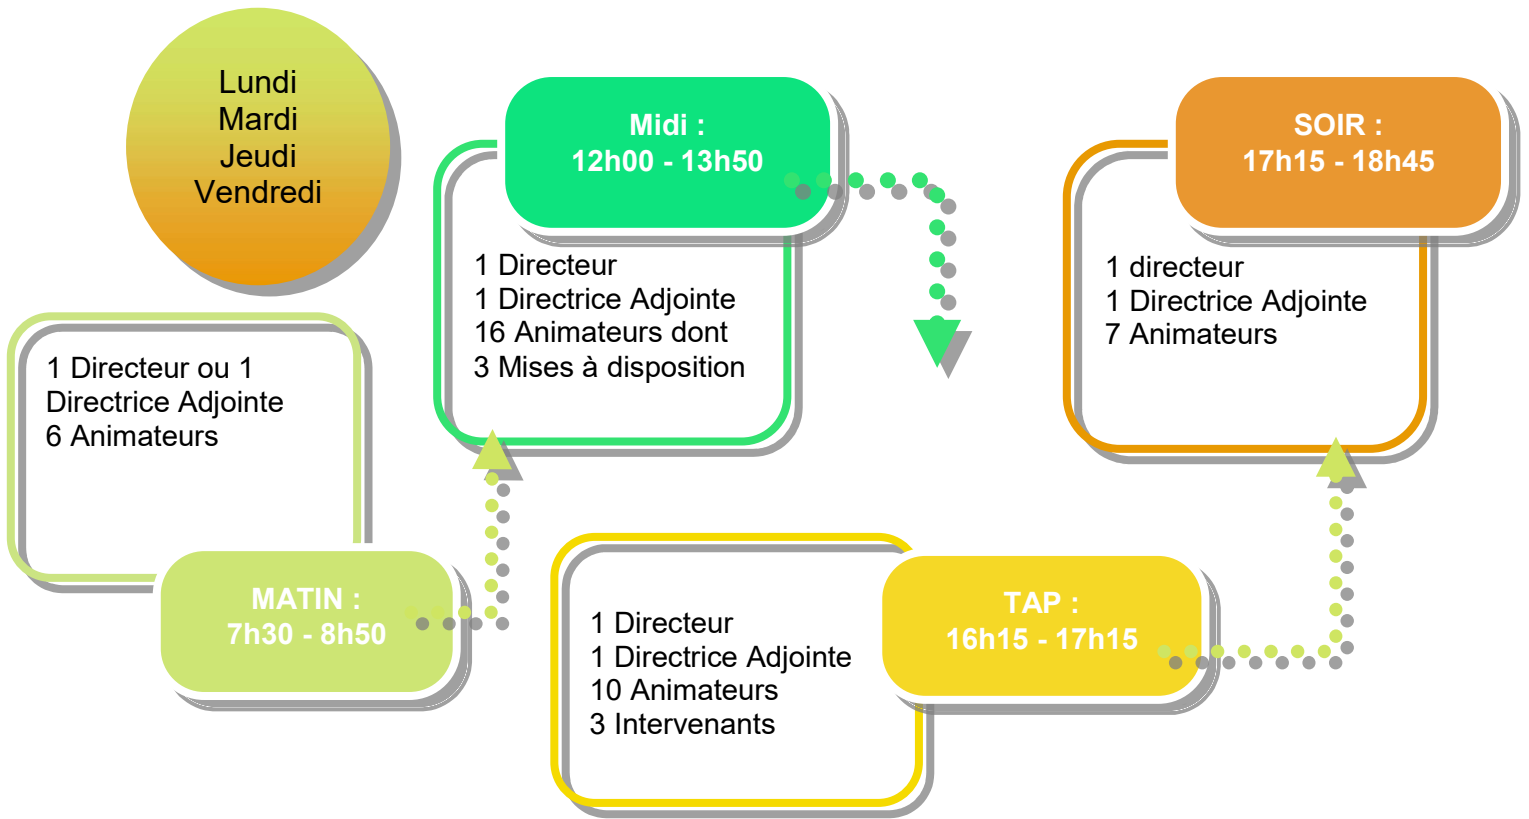 Lundi
Mardi
Jeudi
Vendredi
1 Directeur ou 1
Directrice Adjointe
6 Animateurs
MATIN :
7h30 - 8h50
Midi :
12h00 - 13h50
1 Directeur
1 Directrice Adjointe
16 Animateurs dont
3 Mises à disposition
1 Directeur
1 Directrice Adjointe
10 Animateurs
3 Intervenants
TAP :
16h15 - 17h15
SOIR :
17h15 - 18h45
1 directeur
1 Directrice Adjointe
7 Animateurs